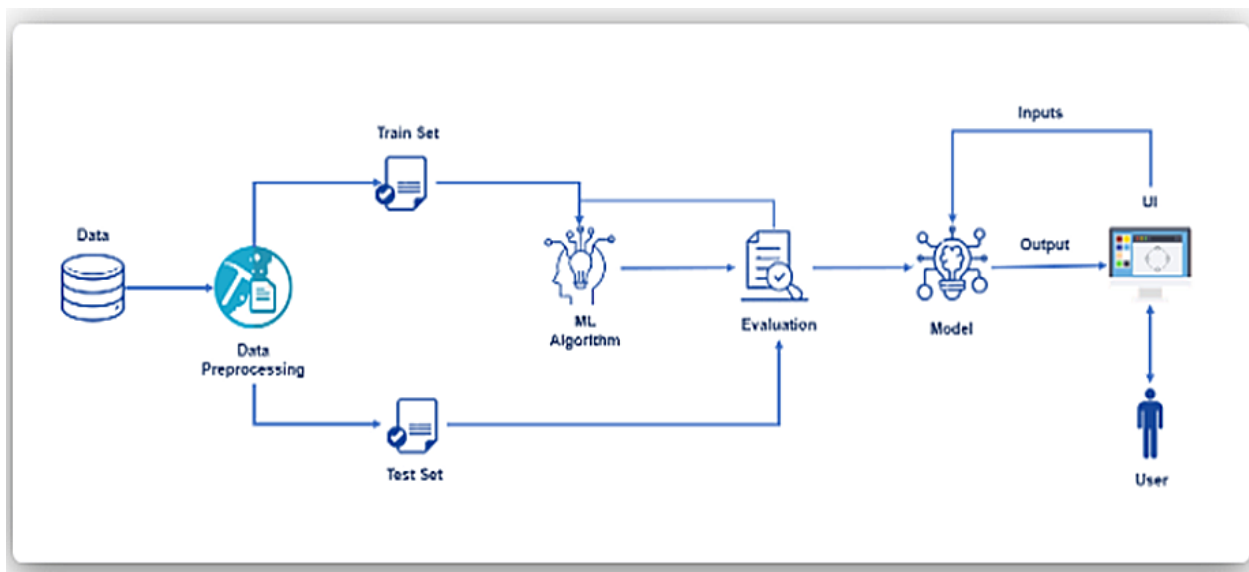 Data
Data
Preprocessing
Train Set
Test Set
ML
Algorithm
Evaluation
Model
Inputs
Output
UI
User